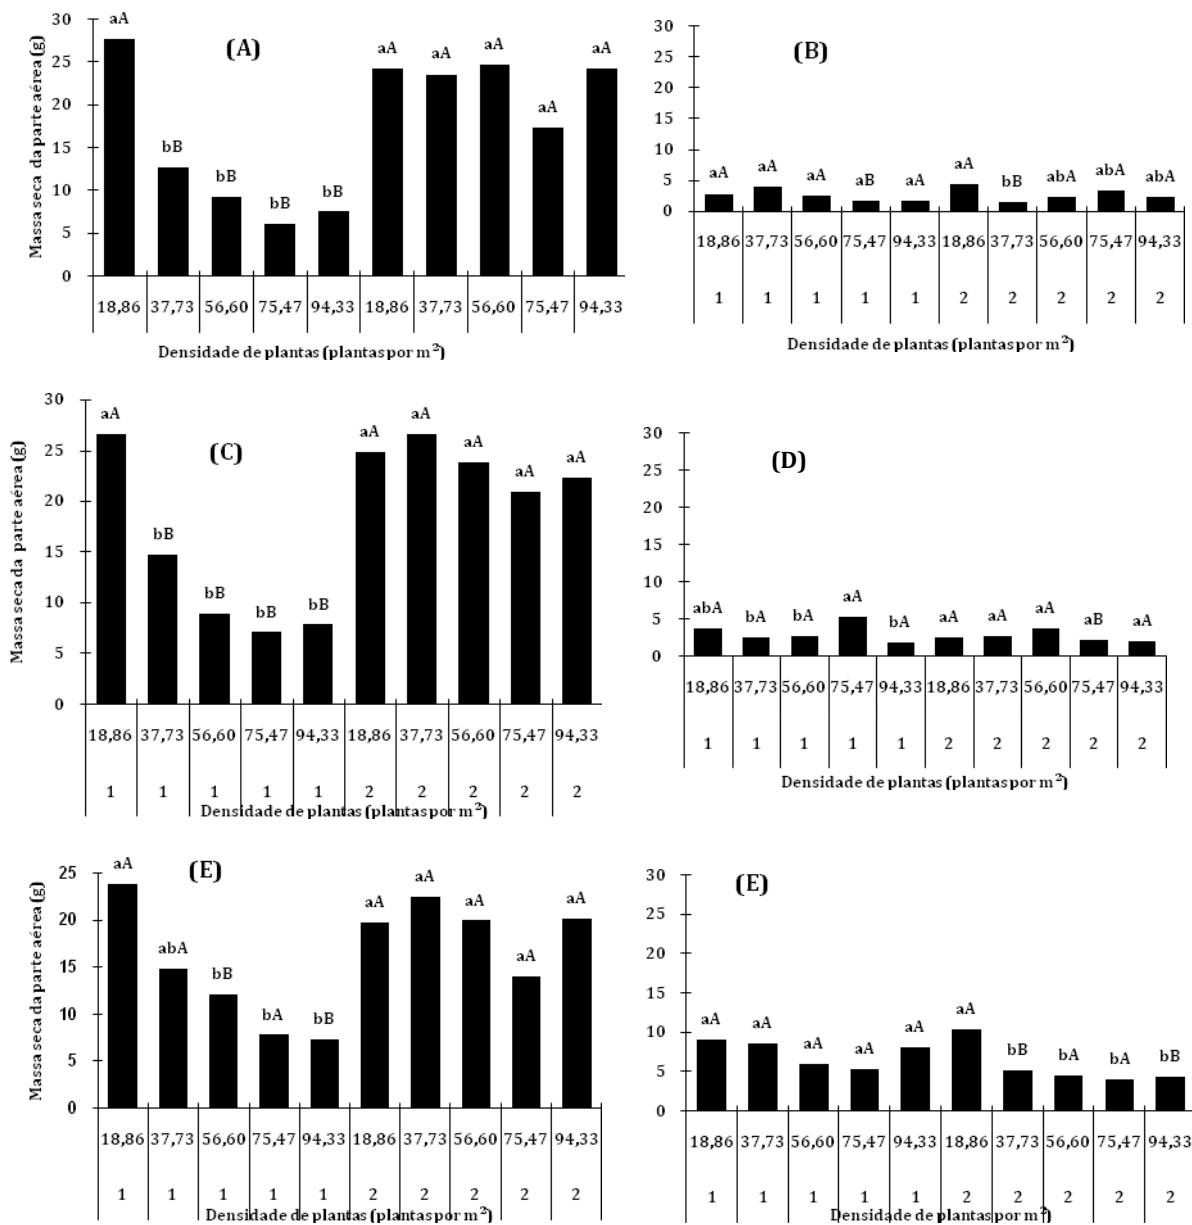 (A)
Massa seca da parte aérea (g)
30
25
20
15
10
5
0
aA bB bB bB bB aA aA aA aA aA
18,86 37,73 56,60 75,47 94,33 18,86 37,73 56,60 75,47 94,33
Densidade de plantas (plantas por m²)
(B)
30
25
20
15
10
5
0
aA aA aA aB aA aA bB abA abA abA
18,86 37,73 56,60 75,47 94,33 18,86 37,73 56,60 75,47 94,33
1 1 1 1 1 2 2 2 2 2
Densidade de plantas (plantas por m²)
(C)
Massa seca da parte aérea (g)
30
25
20
15
10
5
0
aA bB bB bB bB aA aA aA aA aA
18,86 37,73 56,60 75,47 94,33 18,86 37,73 56,60 75,47 94,33
1 1 1 1 1 2 2 2 2 2
Densidade de plantas (plantas por m²)
(D)
30
25
20
15
10
5
0
abA bA bA aA bA aA aA aA aB aA
18,86 37,73 56,60 75,47 94,33 18,86 37,73 56,60 75,47 94,33
1 1 1 1 1 2 2 2 2 2
Densidade de plantas (plantas por m²)
(E)
Massa seca da parte aérea (g)
25
20
15
10
5
0
aA abA bB bA bB aA aA aA aA aA
18,86 37,73 56,60 75,47 94,33 18,86 37,73 56,60 75,47 94,33
1 1 1 1 1 2 2 2 2 2
Densidade de plantas (plantas por m²)
(E)
30
25
20
15
10
5
0
aA aA aA aA aA aA bB bA bA bB
18,86 37,73 56,60 75,47 94,33 18,86 37,73 56,60 75,47 94,33
1 1 1 1 1 2 2 2 2 2
Densidade de plantas (plantas por m²)